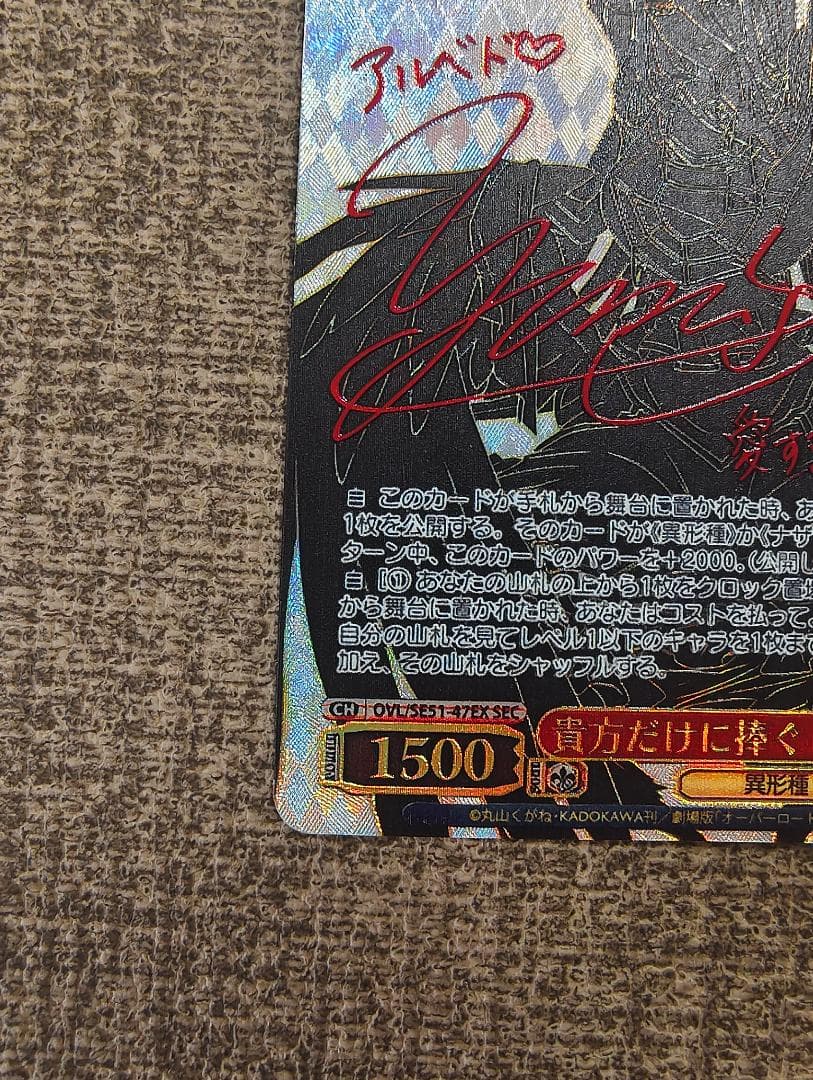 アルベド♡
愛す
このカードが手札から舞台に置かれた時、あ
1枚を公開する。そのカードが《異形種》か《ナザ
ターン中、このカードのパワーを+2000。(公開し
【① あなたの山札の上から1枚をクロック置場
から舞台に置かれた時、あなたはコストを払って
自分の山札を見てレベル1以下のキャラを1枚まで
加え、その山札をシャッフルする。
CH OVL/SE51-47EX SEC
貴方だけに捧ぐ
POWER 1500 SOUL
異形種
©丸山くがね・KADOKAWA刊/劇場版「オーバーロード